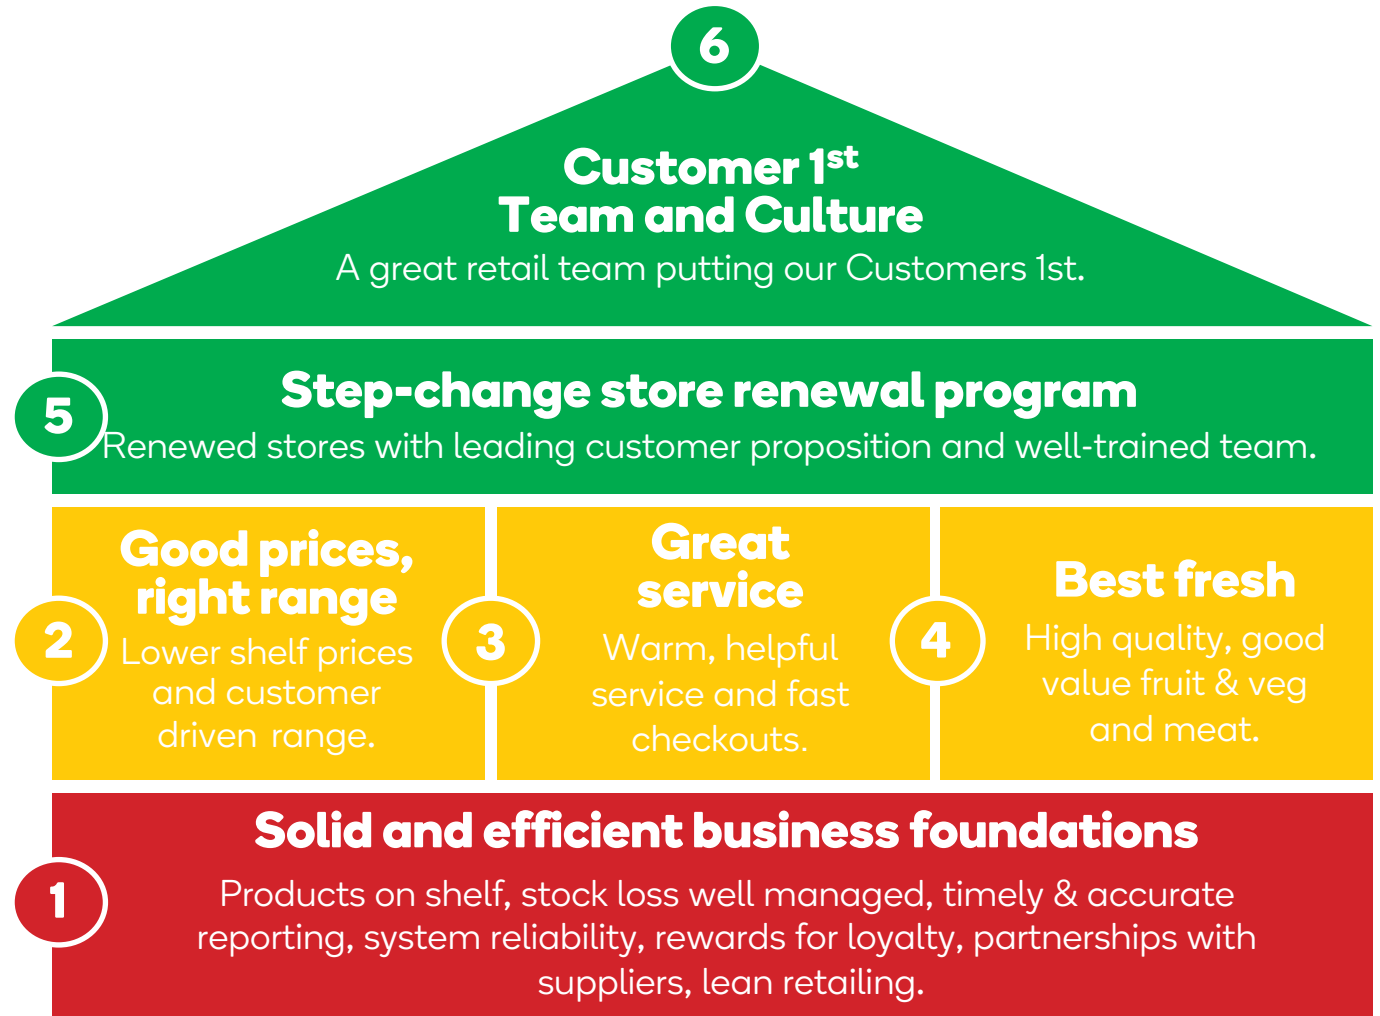 6
Customer 1st
Team and Culture
A great retail team putting our Customers 1st.
5
Step-change store renewal program
Renewed stores with leading customer proposition and well-trained team.
2
Good prices,
right range
Lower shelf prices
and customer
driven range.
3
Great
service
Warm, helpful
service and fast
checkouts.
4
Best fresh
High quality, good
value fruit & veg
and meat.
1
Solid and efficient business foundations
Products on shelf, stock loss well managed, timely & accurate
reporting, system reliability, rewards for loyalty, partnerships with
suppliers, lean retailing.